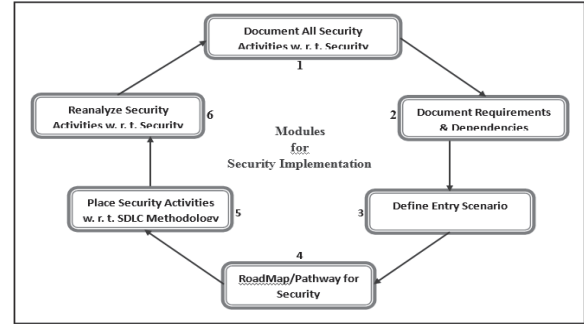 Document All Security
Activities w. r. t. Security
1
Document Requirements
& Dependencies
2
Define Entry Scenario
3
4
RoadMap/Pathway for
Security
Place Security Activities
w. r. t. SDLC Methodology
5
Reanalyze Security
Activities w. r. t. Security
6
Modules
for
Security Implementation